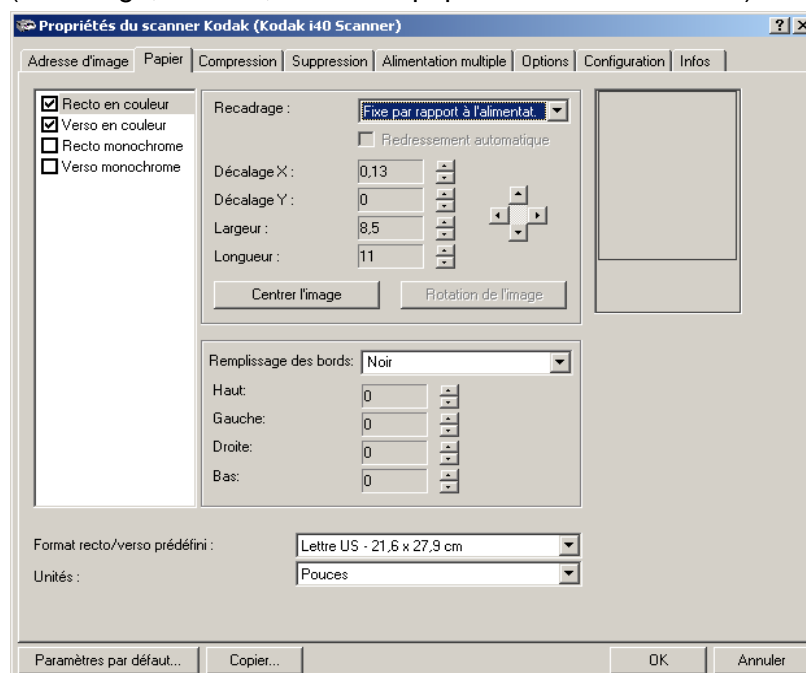 Propriétés du scanner Kodak (Kodak i40 Scanner)
Adresse d'image Papier Compression Suppression Alimentation multiple Options Configuration Infos
Recto en couleur
Verso en couleur
Recto monochrome
Verso monochrome
Recadrage : Fixe par rapport à l'alimentat.
Redressement automatique
Décalage X : 0,13
Décalage Y : 0
Largeur : 8,5
Longueur : 11
Centrer l'image Rotation de l'image
Remplissage des bords: Noir
Haut: 0
Gauche: 0
Droite: 0
Bas: 0
Format recto/verso prédéfini : Lettre US - 21,6 x 27,9 cm
Unités : Pouces
Paramètres par défaut... Copier... OK Annuler